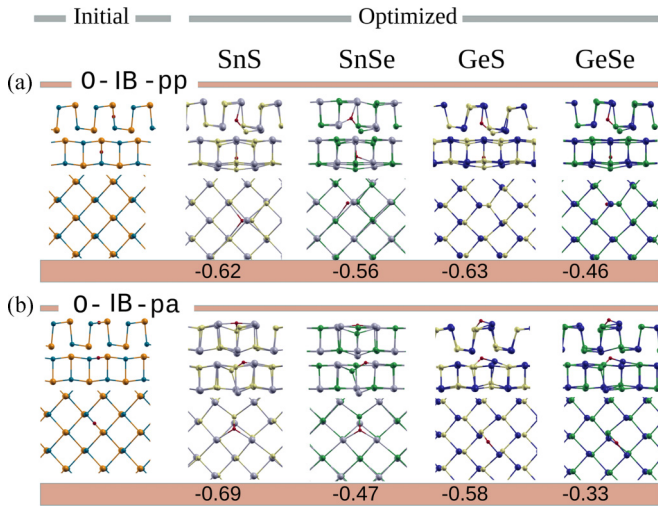 Initial Optimized
SnS SnSe GeS GeSe
(a) O-IB-pp
-0.62 -0.56 -0.63 -0.46
(b) O-IB-pa
-0.69 -0.47 -0.58 -0.33